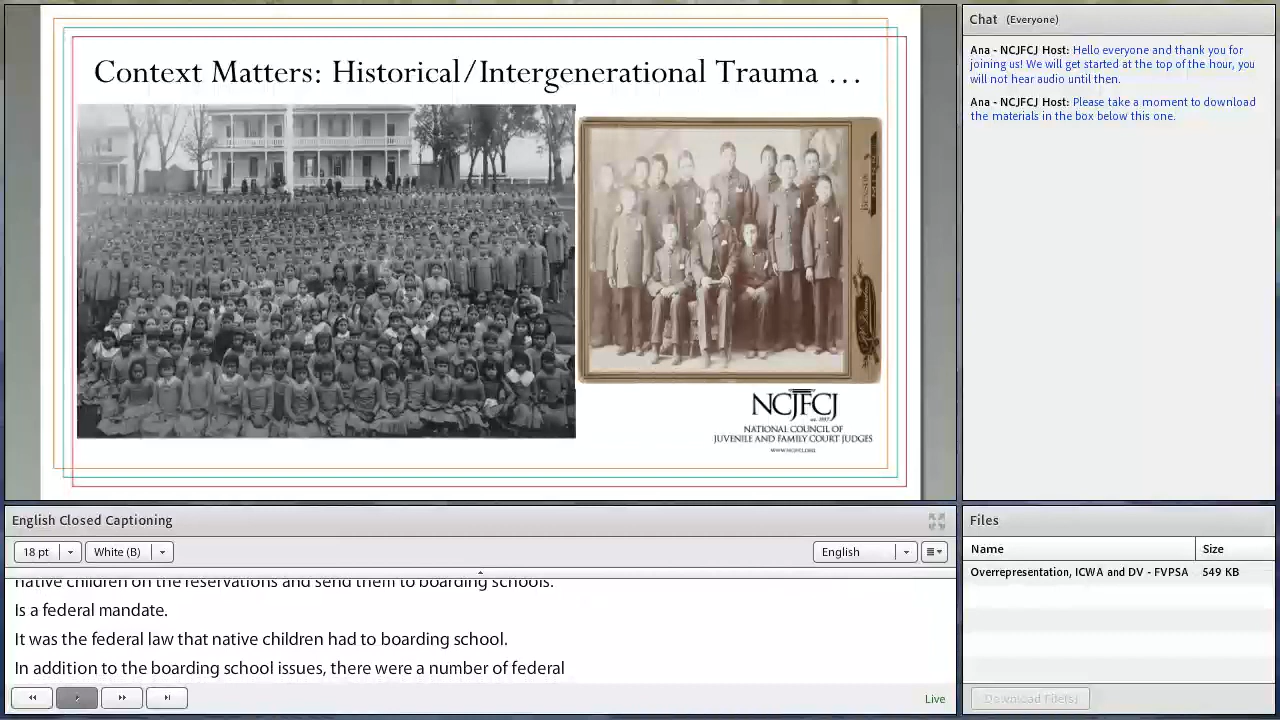 Context Matters: Historical/Intergenerational Trauma ...
NCJFCJ
NATIONAL COUNCIL OF
JUVENILE AND FAMILY COURT JUDGES
WWW.NCJFCJ.ORG
Chat (Everyone)
Ana - NCJFCJ Host: Hello everyone and thank you for
joining us! We will get started at the top of the hour, you
will not hear audio until then.
Ana - NCJFCJ Host: Please take a moment to download
the materials in the box below this one.
English Closed Captioning
18 pt White (B) English
native children on the reservations and send them to boarding schools.
Is a federal mandate.
It was the federal law that native children had to boarding school.
In addition to the boarding school issues, there were a number of federal
Live
Files
Name Size
Overrepresentation, ICWA and DV - FVPSA 549 KB
Download File(s)